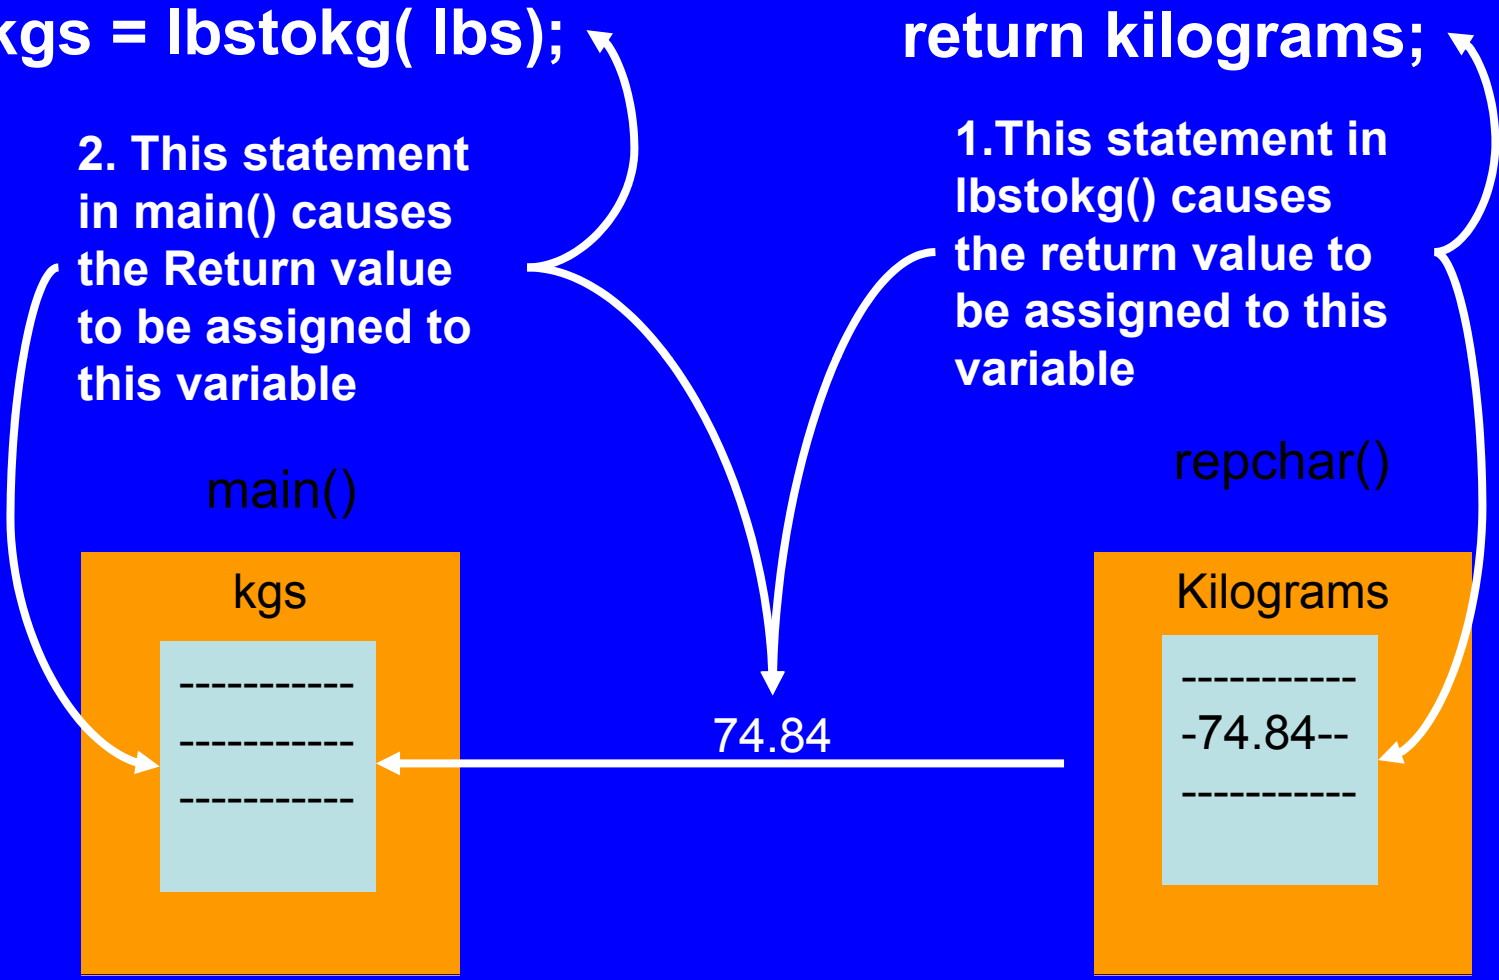 kgs = lbstokg( lbs);
return kilograms;
2. This statement
in main() causes
the Return value
to be assigned to
this variable
1.This statement in
lbstokg() causes
the return value to
be assigned to this
variable
main()
repchar()
kgs
-----------
-----------
-----------
74.84
Kilograms
-----------
-74.84--
-----------